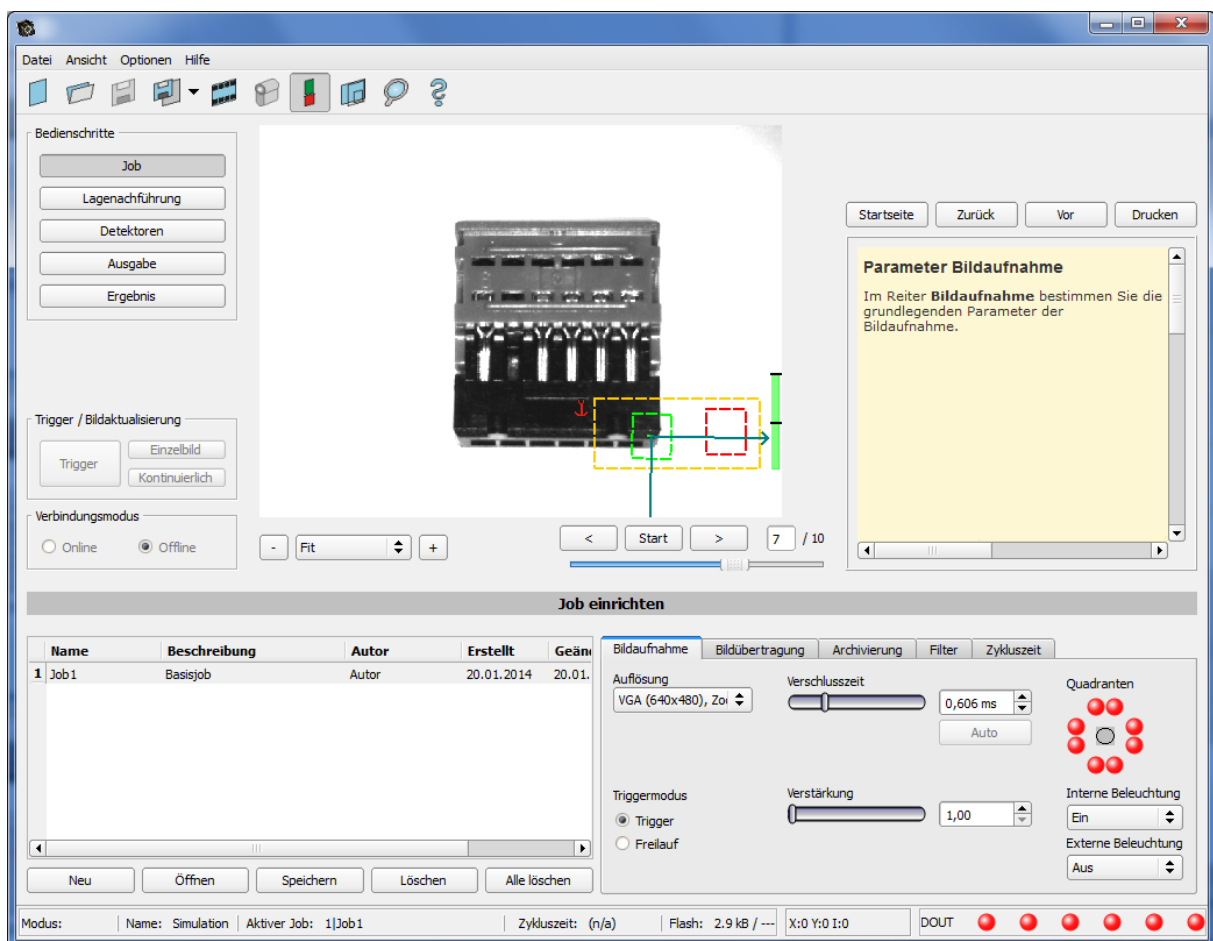 Datei Ansicht Optionen Hilfe
Bedienschritte
Job
Lagenachführung
Detektoren
Ausgabe
Ergebnis
Trigger / Bildaktualisierung
Trigger
Einzelbild
Kontinuierlich
Verbindungsmodus
Online Offline
- Fit +
< Start > 7 / 10
Startseite Zurück Vor Drucken
Parameter Bildaufnahme
Im Reiter Bildaufnahme bestimmen Sie die
grundlegenden Parameter der
Bildaufnahme.
Job einrichten
Name Beschreibung Autor Erstellt Geän
1 Job1 Basisjob Autor 20.01.2014 20.01.
Neu Öffnen Speichern Löschen Alle löschen
Bildaufnahme Bildübertragung Archivierung Filter Zykluszeit
Auflösung
VGA (640x480), Zo
Verschlusszeit
0,606 ms
Auto
Quadranten
Triggermodus
Trigger
Freilauf
Verstärkung
1,00
Interne Beleuchtung
Ein
Externe Beleuchtung
Aus
Modus: Name: Simulation Aktiver Job: 1|Job1 Zykluszeit: (n/a) Flash: 2.9 kB / --- X:0 Y:0 I:0 DOUT